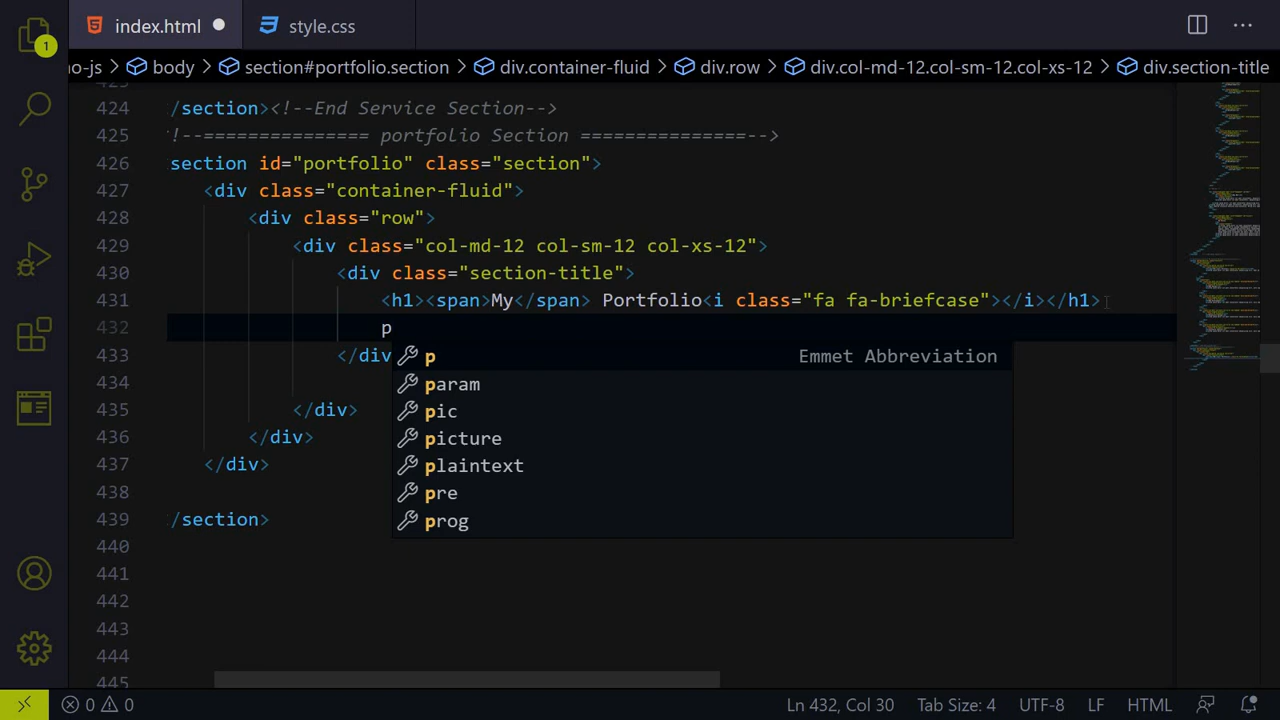 index.html
style.css
1
no-js > body > section#portfolio.section > div.container-fluid > div.row > div.col-md-12.col-sm-12.col-xs-12 > div.section-title
424 /section><!--End Service Section-->
425 !--=============== portfolio Section ===============-->
426 section id="portfolio" class="section">
427 <div class="container-fluid">
428 <div class="row">
429 <div class="col-md-12 col-sm-12 col-xs-12">
430 <div class="section-title">
431 <h1><span>My</span> Portfolio<i class="fa fa-briefcase"></i></h1>
432 p
p Emmet Abbreviation
433 </div
param
434
pic
435 </div>
picture
436 </div>
plaintext
437 </div>
pre
438
prog
439 /section>
440
441
442
443
444
445
0 0
Ln 432, Col 30
Tab Size: 4
UTF-8
LF
HTML